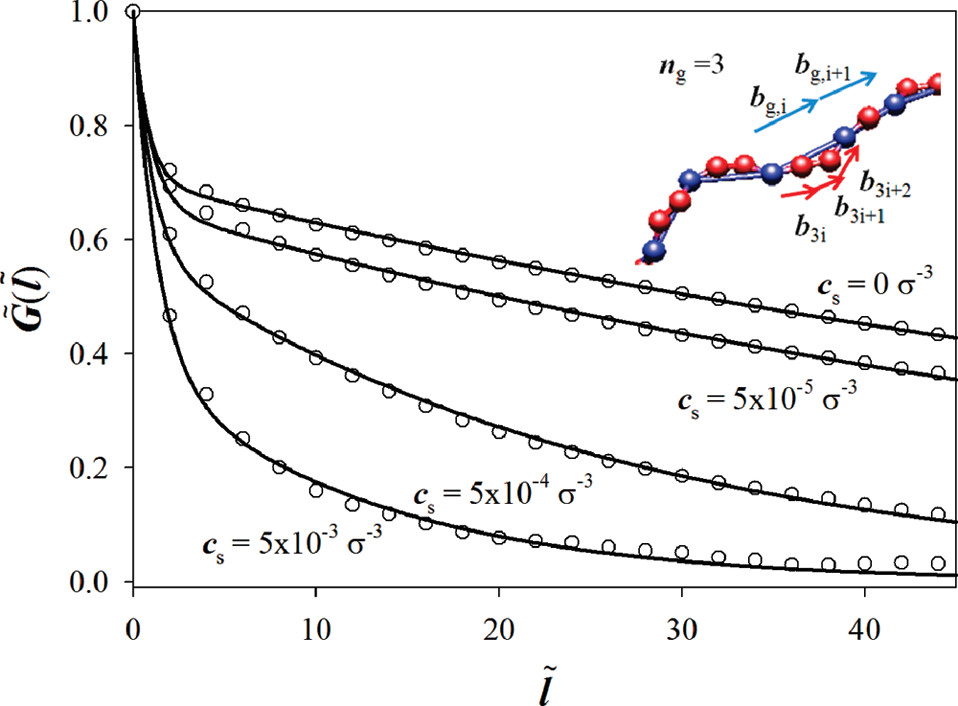 1.0
0.8
0.6
0.4
0.2
0.0
G̃(l̃)
n_g =3
b_g,i
b_g,i+1
b_3i
b_3i+1
b_3i+2
c_s = 0 σ⁻³
c_s = 5x10⁻⁵ σ⁻³
c_s = 5x10⁻⁴ σ⁻³
c_s = 5x10⁻³ σ⁻³
0 10 20 30 40
l̃